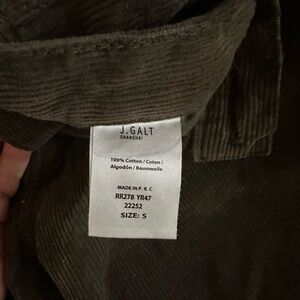 J.GALT
SHANGHAI
100% Cotton / Coton /
Algodón / Baumwolle
MADE IN P. R. C
RR278 YR47
22252
SIZE: S